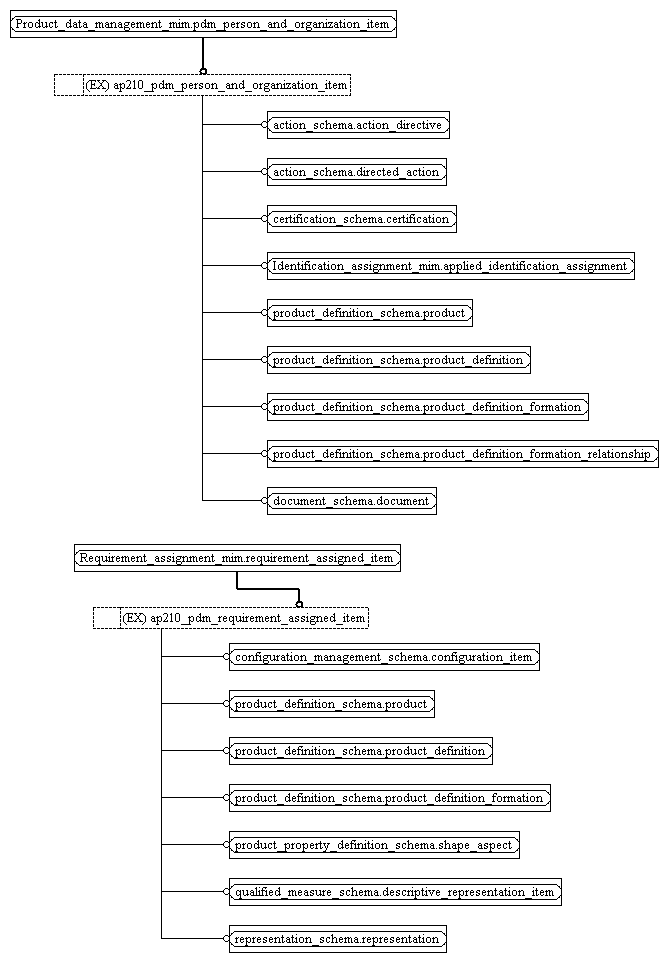 Product_data_management_mim.pdm_person_and_organization_item
(EX) ap210_pdm_person_and_organization_item
action_schema.action_directive
action_schema.directed_action
certification_schema.certification
Identification_assignment_mim.applied_identification_assignment
product_definition_schema.product
product_definition_schema.product_definition
product_definition_schema.product_definition_formation
product_definition_schema.product_definition_formation_relationship
document_schema.document
Requirement_assignment_mim.requirement_assigned_item
(EX) ap210_pdm_requirement_assigned_item
configuration_management_schema.configuration_item
product_definition_schema.product
product_definition_schema.product_definition
product_definition_schema.product_definition_formation
product_property_definition_schema.shape_aspect
qualified_measure_schema.descriptive_representation_item
representation_schema.representation